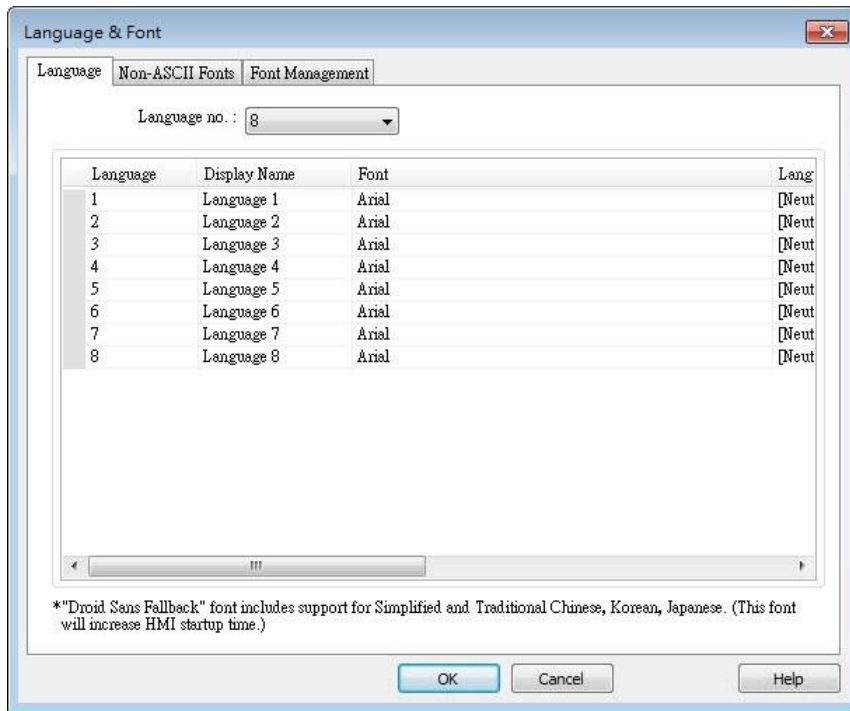 Language & Font
Language Non-ASCII Fonts Font Management
Language no. : 8
Language Display Name Font Lang
1 Language 1 Arial [Neut
2 Language 2 Arial [Neut
3 Language 3 Arial [Neut
4 Language 4 Arial [Neut
5 Language 5 Arial [Neut
6 Language 6 Arial [Neut
7 Language 7 Arial [Neut
8 Language 8 Arial [Neut
*"Droid Sans Fallback" font includes support for Simplified and Traditional Chinese, Korean, Japanese. (This font
will increase HMI startup time.)
OK Cancel Help